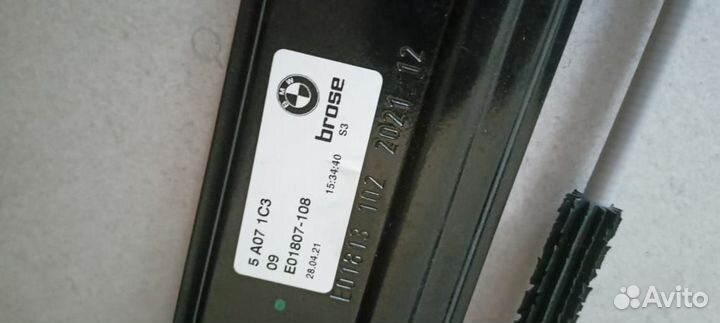 BMW
brose
S3
5 A07 1C3
09
E01807-108
28.04.21
15:34:40
E01813 102 2021 12
Avito